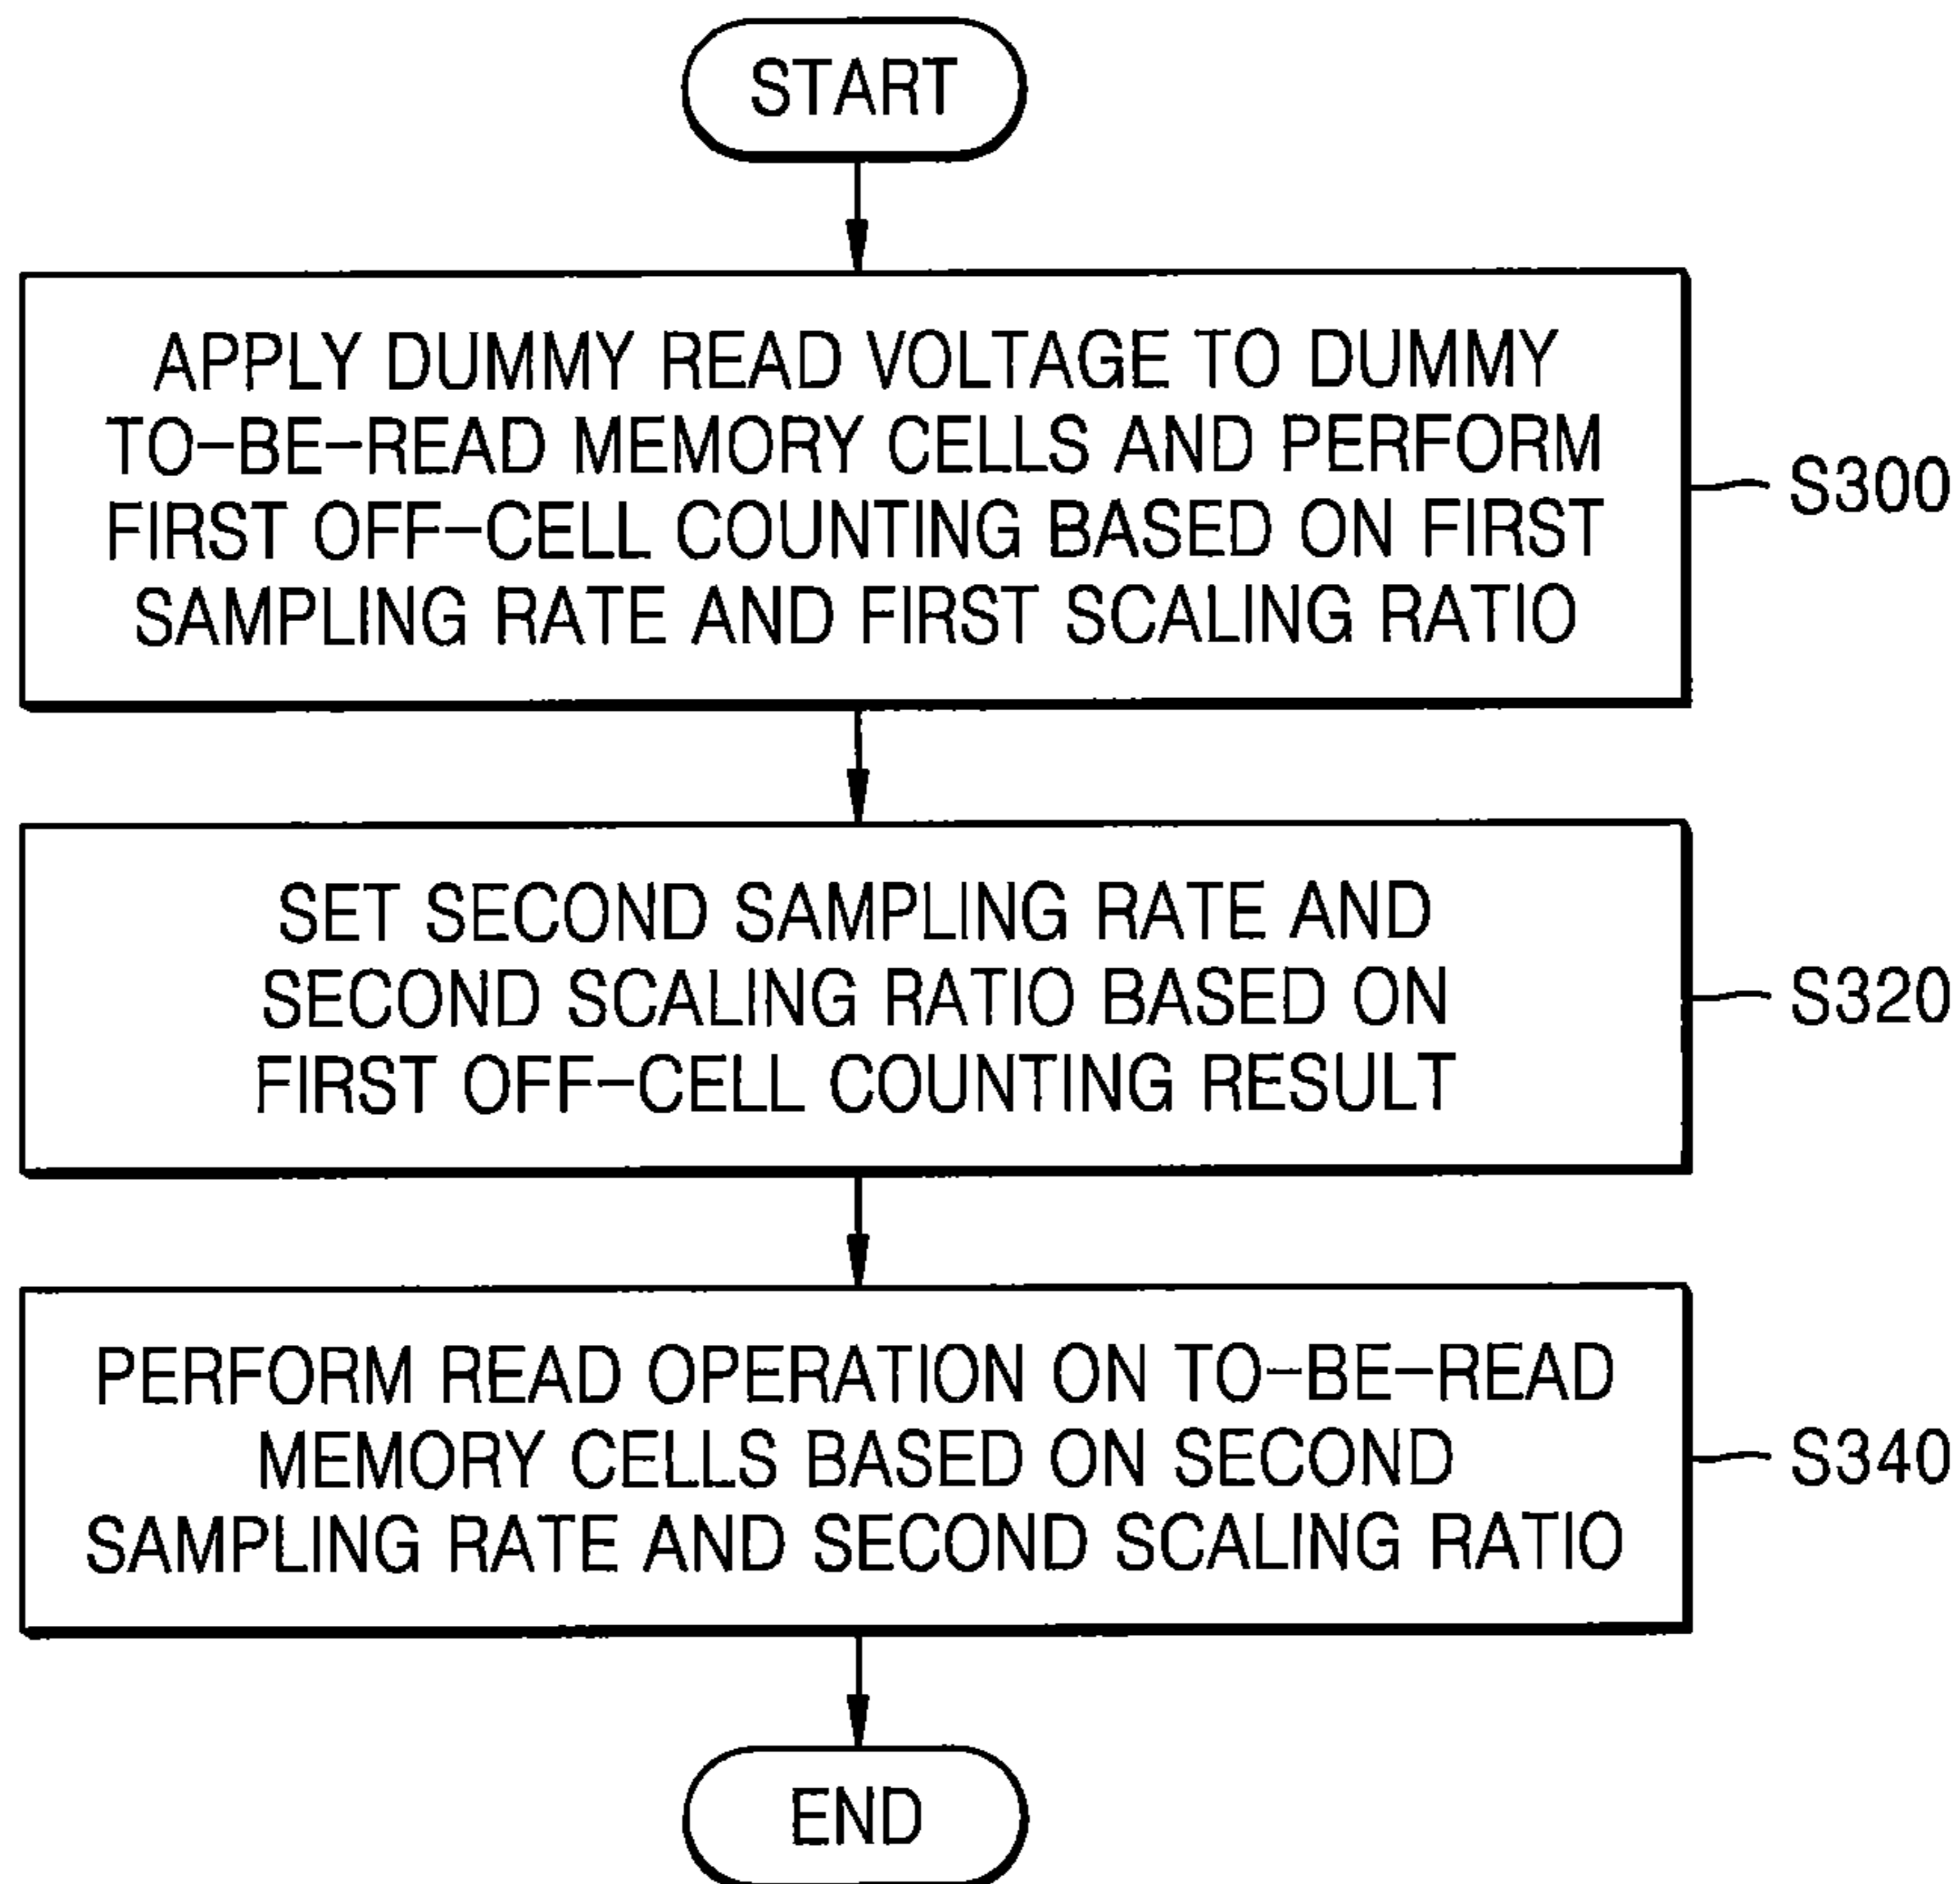 START
APPLY DUMMY READ VOLTAGE TO DUMMY
TO-BE-READ MEMORY CELLS AND PERFORM
FIRST OFF-CELL COUNTING BASED ON FIRST
SAMPLING RATE AND FIRST SCALING RATIO
S300
SET SECOND SAMPLING RATE AND
SECOND SCALING RATIO BASED ON
FIRST OFF-CELL COUNTING RESULT
S320
PERFORM READ OPERATION ON TO-BE-READ
MEMORY CELLS BASED ON SECOND
SAMPLING RATE AND SECOND SCALING RATIO
S340
END